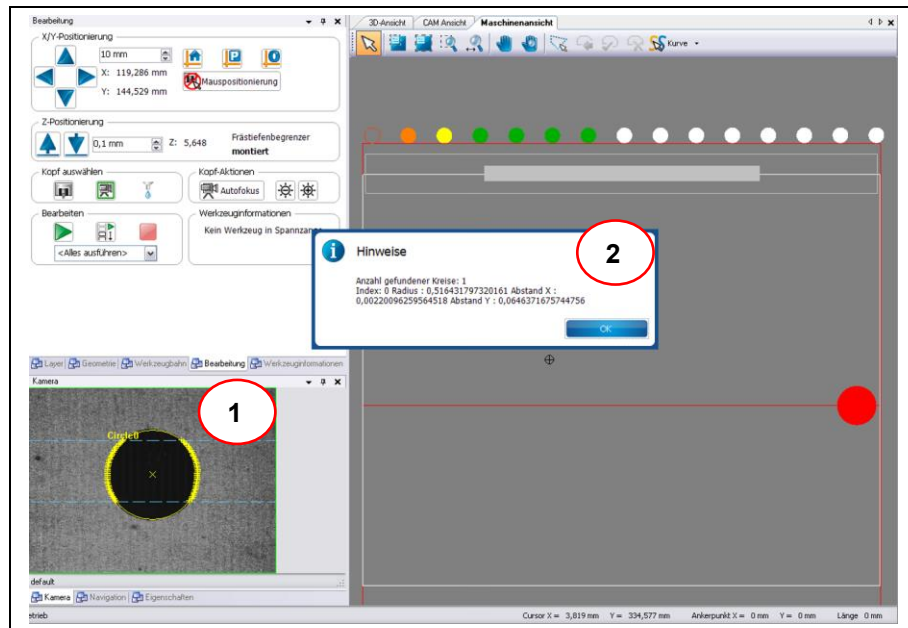 Bearbeitung
3D-Ansicht CAM Ansicht Maschinenansicht
X/Y-Positionierung
10 mm
X: 119,286 mm
Y: 144,529 mm
Mauspositionierung
Kurve
Z-Positionierung
0,1 mm
Z: 5,648
Frästiefenbegrenzer
montiert
Kopf auswählen
Kopf-Aktionen
Autofokus
Bearbeiten
<Alles ausführen>
Werkzeuginformationen
Kein Werkzeug in Spannzange
Hinweise
2
Anzahl gefundener Kreise: 1
Index: 0 Radius : 0,516431797320161 Abstand X :
0,00220096259564518 Abstand Y : 0,0646371675744756
OK
Layer Geometrie Werkzeugbahn Bearbeitung Werkzeuginformationen
Kamera
1
Circle0
default
Kamera Navigation Eigenschaften
etrieb
Cursor X = 3,819 mm Y = 334,577 mm Ankerpunkt X = 0 mm Y = 0 mm Länge 0 mm